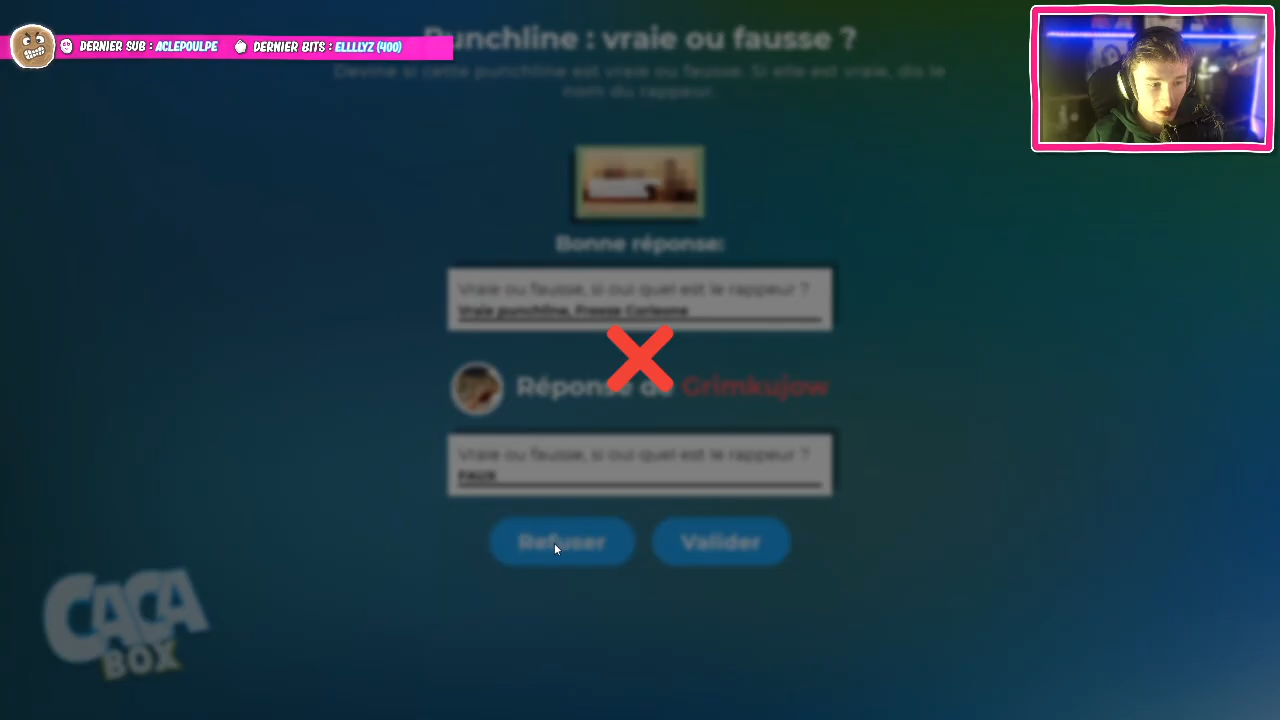 DERNIER SUB : ACLEPOULPE DERNIER BITS : ELLLLYZ (400)
Punchline : vraie ou fausse ?
Devine si cette punchline est vraie ou fausse. Si elle est vraie, dis le
nom du rappeur.
Bonne réponse:
Vraie ou fausse, si oui quel est le rappeur ?
Vraie punchline, Freeze Corleone
Réponse de Grimkujow
Vraie ou fausse, si oui quel est le rappeur ?
Refuser Valider
CACA
BOX